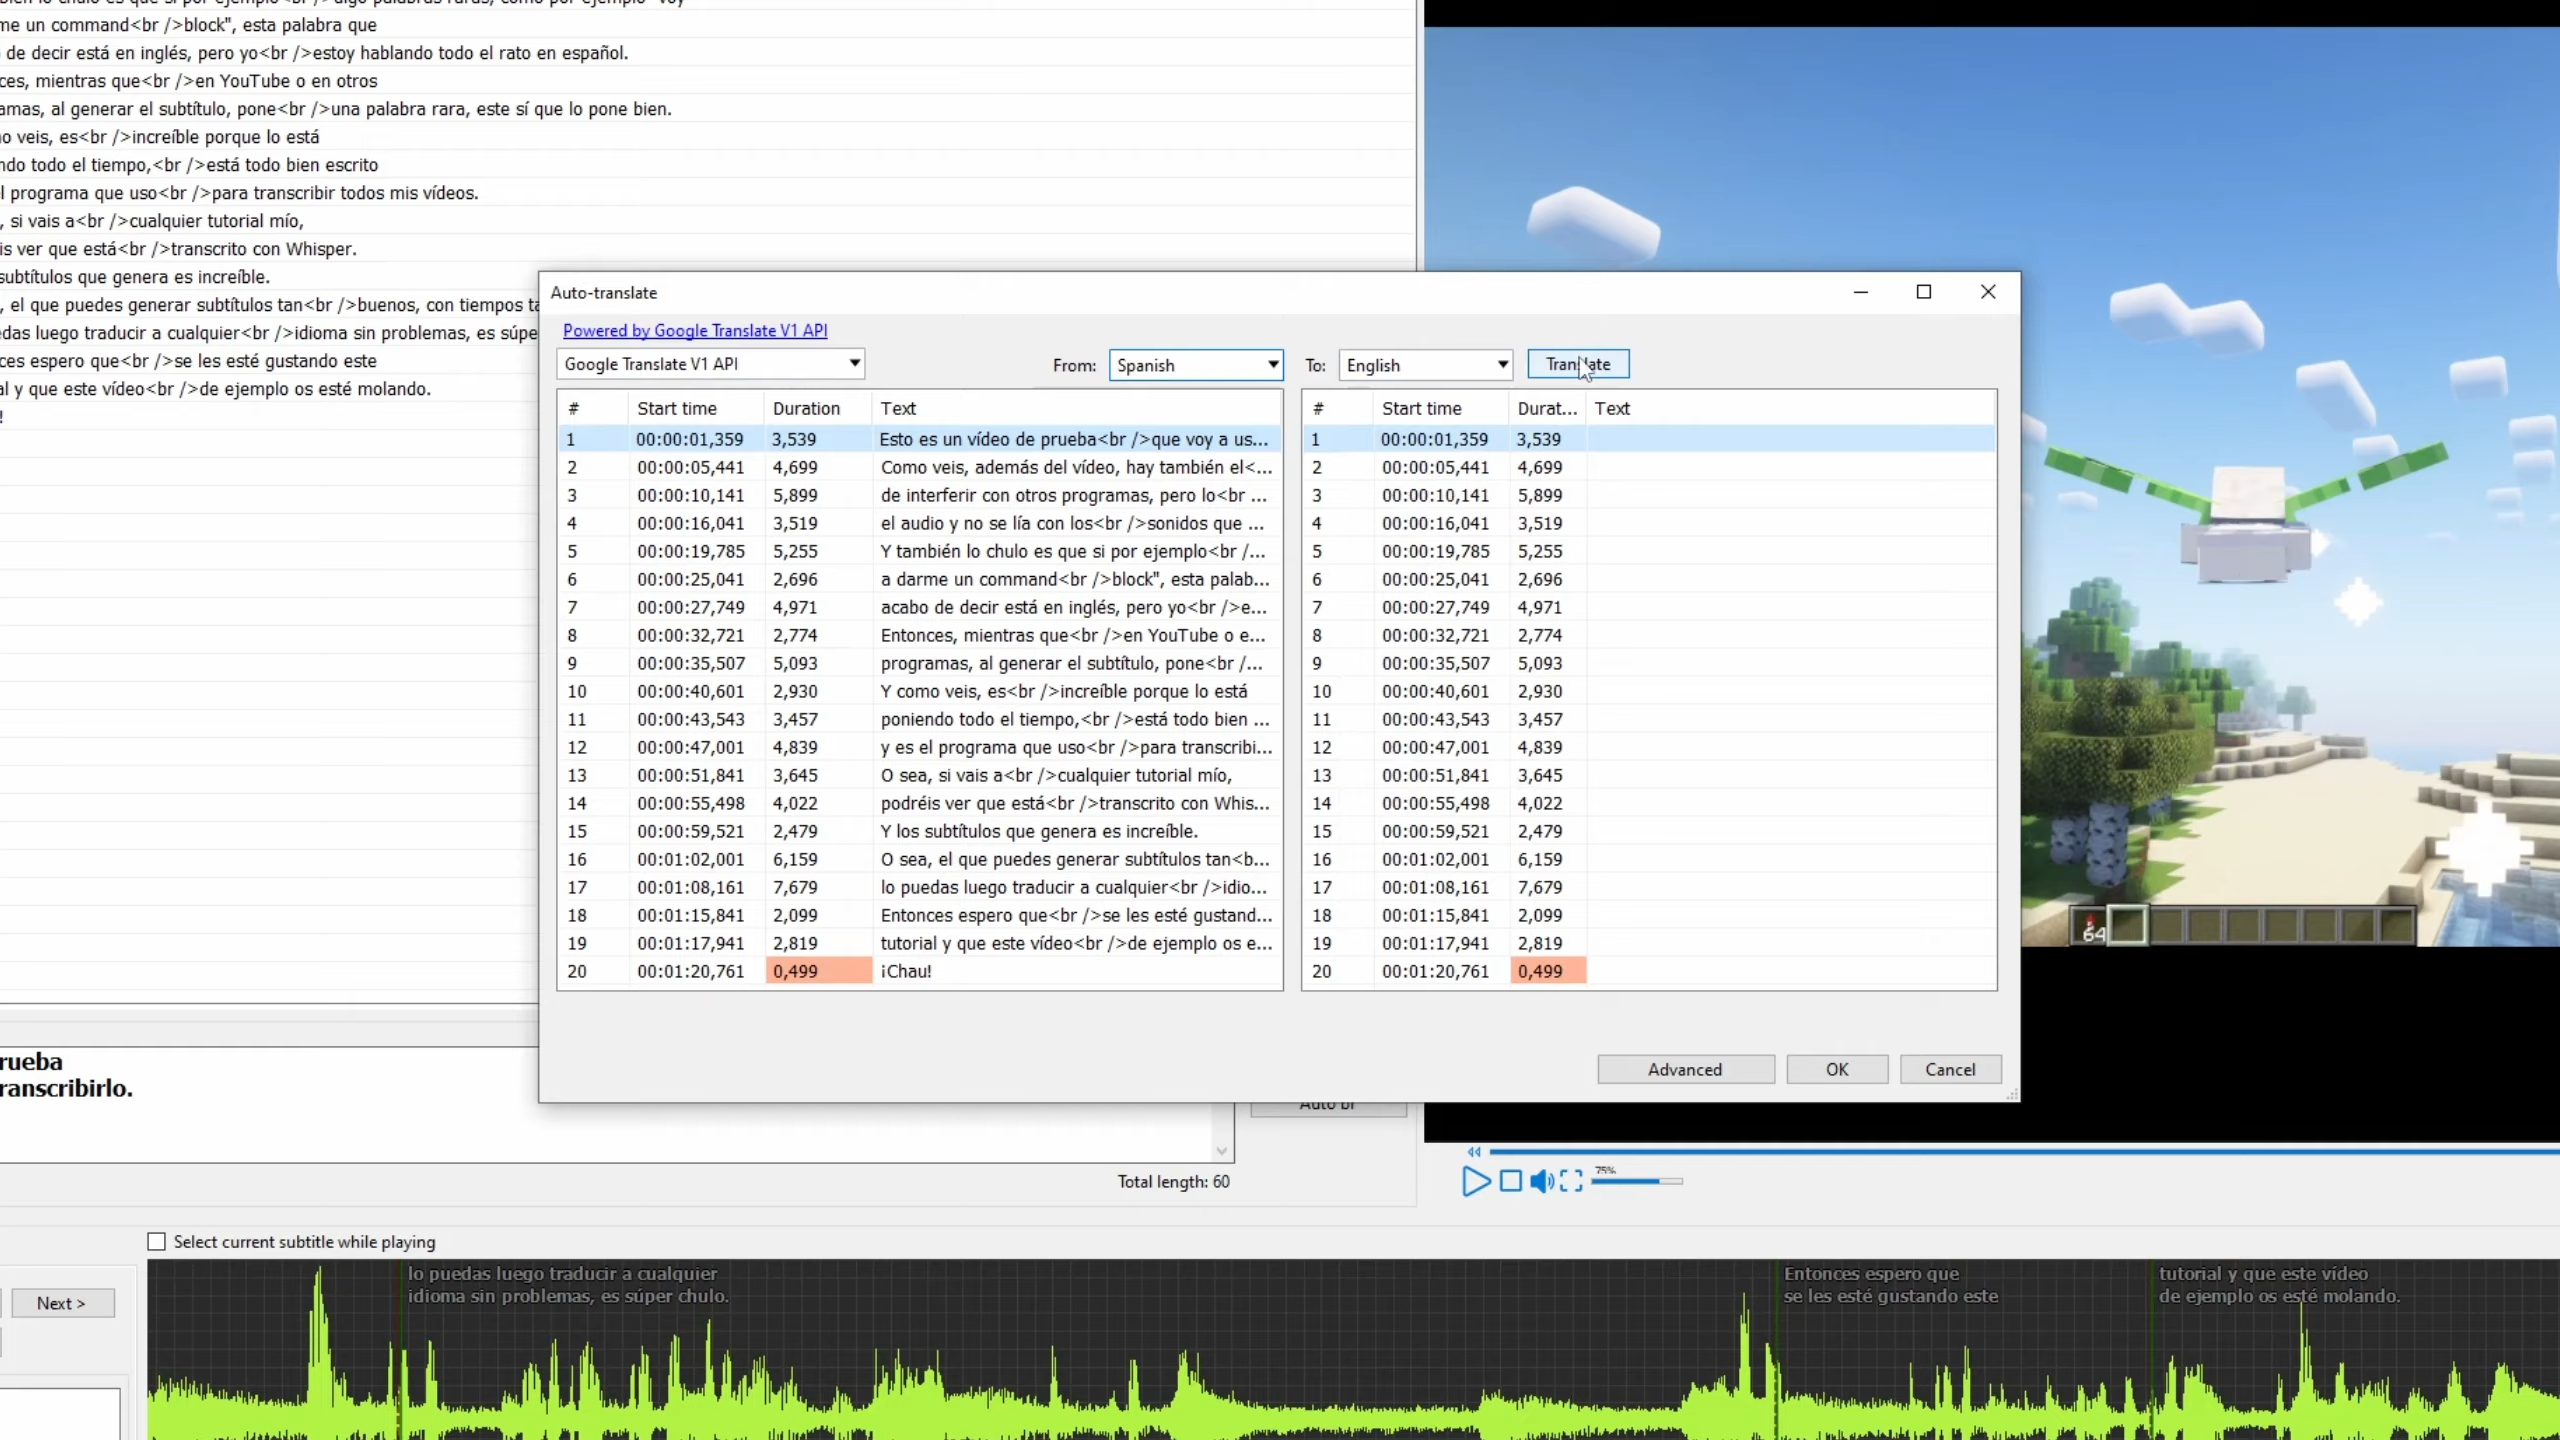 me un command<br />block", esta palabra que
de decir está en inglés, pero yo<br />estoy hablando todo el rato en español.
ces, mientras que<br />en YouTube o en otros
amas, al generar el subtítulo, pone<br />una palabra rara, este sí que lo pone bien.
o veis, es<br />increíble porque lo está
ndo todo el tiempo,<br />está todo bien escrito
l programa que uso<br />para transcribir todos mis vídeos.
, si vais a<br />cualquier tutorial mío,
is ver que está<br />transcrito con Whisper.
subtítulos que genera es increíble.
, el que puedes generar subtítulos tan<br />buenos, con tiempos ta
edas luego traducir a cualquier<br />idioma sin problemas, es súpe
ces espero que<br />se les esté gustando este
al y que este vídeo<br />de ejemplo os esté molando.
!
Auto-translate
Powered by Google Translate V1 API
Google Translate V1 API From: Spanish To: English Translate
# Start time Duration Text # Start time Durat... Text
1 00:00:01,359 3,539 Esto es un vídeo de prueba<br />que voy a us... 1 00:00:01,359 3,539
2 00:00:05,441 4,699 Como veis, además del vídeo, hay también el<... 2 00:00:05,441 4,699
3 00:00:10,141 5,899 de interferir con otros programas, pero lo<br ... 3 00:00:10,141 5,899
4 00:00:16,041 3,519 el audio y no se lía con los<br />sonidos que ... 4 00:00:16,041 3,519
5 00:00:19,785 5,255 Y también lo chulo es que si por ejemplo<br /... 5 00:00:19,785 5,255
6 00:00:25,041 2,696 a darme un command<br />block", esta palab... 6 00:00:25,041 2,696
7 00:00:27,749 4,971 acabo de decir está en inglés, pero yo<br />e... 7 00:00:27,749 4,971
8 00:00:32,721 2,774 Entonces, mientras que<br />en YouTube o e... 8 00:00:32,721 2,774
9 00:00:35,507 5,093 programas, al generar el subtítulo, pone<br /... 9 00:00:35,507 5,093
10 00:00:40,601 2,930 Y como veis, es<br />increíble porque lo está 10 00:00:40,601 2,930
11 00:00:43,543 3,457 poniendo todo el tiempo,<br />está todo bien ... 11 00:00:43,543 3,457
12 00:00:47,001 4,839 y es el programa que uso<br />para transcribi... 12 00:00:47,001 4,839
13 00:00:51,841 3,645 O sea, si vais a<br />cualquier tutorial mío, 13 00:00:51,841 3,645
14 00:00:55,498 4,022 podréis ver que está<br />transcrito con Whis... 14 00:00:55,498 4,022
15 00:00:59,521 2,479 Y los subtítulos que genera es increíble. 15 00:00:59,521 2,479
16 00:01:02,001 6,159 O sea, el que puedes generar subtítulos tan<b... 16 00:01:02,001 6,159
17 00:01:08,161 7,679 lo puedas luego traducir a cualquier<br />idio... 17 00:01:08,161 7,679
18 00:01:15,841 2,099 Entonces espero que<br />se les esté gustand... 18 00:01:15,841 2,099
19 00:01:17,941 2,819 tutorial y que este vídeo<br />de ejemplo os e... 19 00:01:17,941 2,819
20 00:01:20,761 0,499 ¡Chau! 20 00:01:20,761 0,499
64
Advanced OK Cancel
rueba
ranscribirlo.
Auto br
Total length: 60
75%
Select current subtitle while playing
Next >
lo puedas luego traducir a cualquier
idioma sin problemas, es súper chulo.
Entonces espero que
se les esté gustando este
tutorial y que este vídeo
de ejemplo os esté molando.